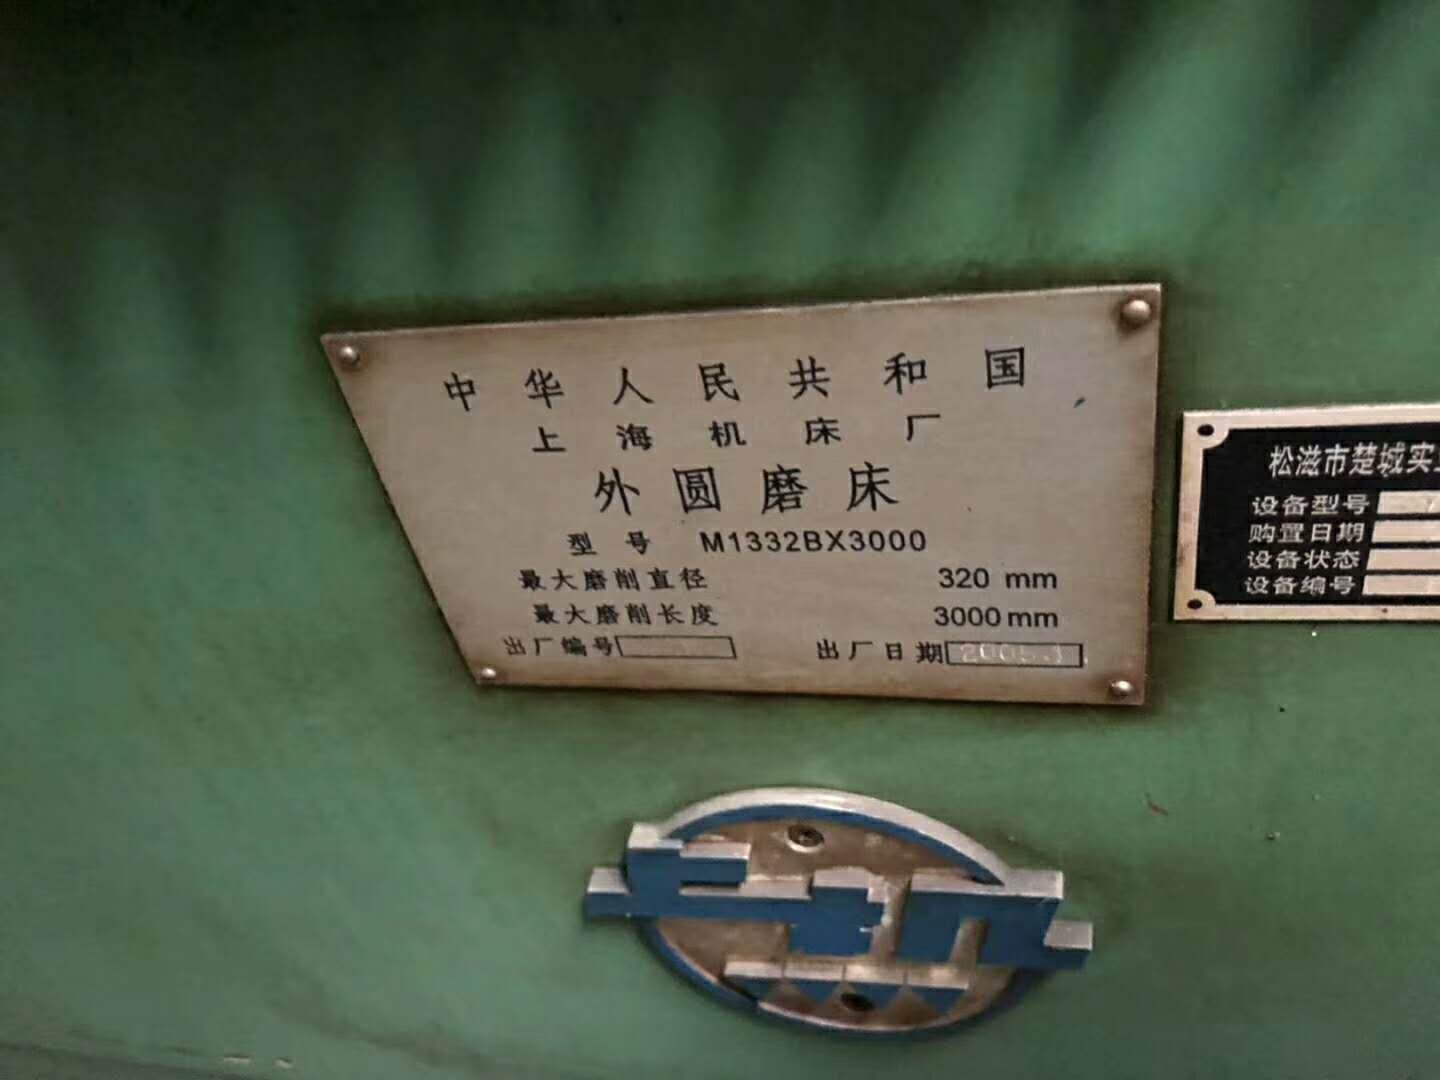 中华人民共和国
上海机床厂
外圆磨床
型号 M1332BX3000
最大磨削直径 320 mm
最大磨削长度 3000mm
出厂编号 出厂日期
松滋市楚城实
设备型号
购置日期
设备状态
设备编号
上机